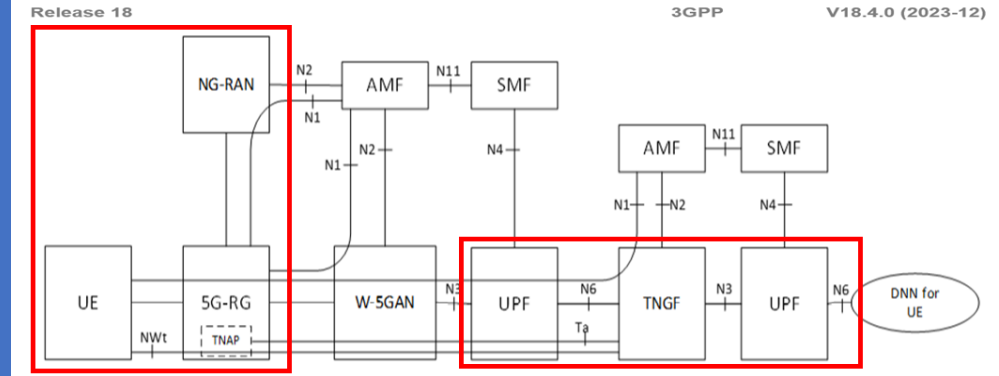 Release 18 3GPP V18.4.0 (2023-12)
NG-RAN
N2
AMF
N11
SMF
N1
N1
N2
N4
AMF
N11
SMF
N1
N2
N4
UE
5G-RG
W-5GAN
N3
UPF
N6
TNGF
N3
UPF
N6
DNN for
UE
NWt
TNAP
Ta